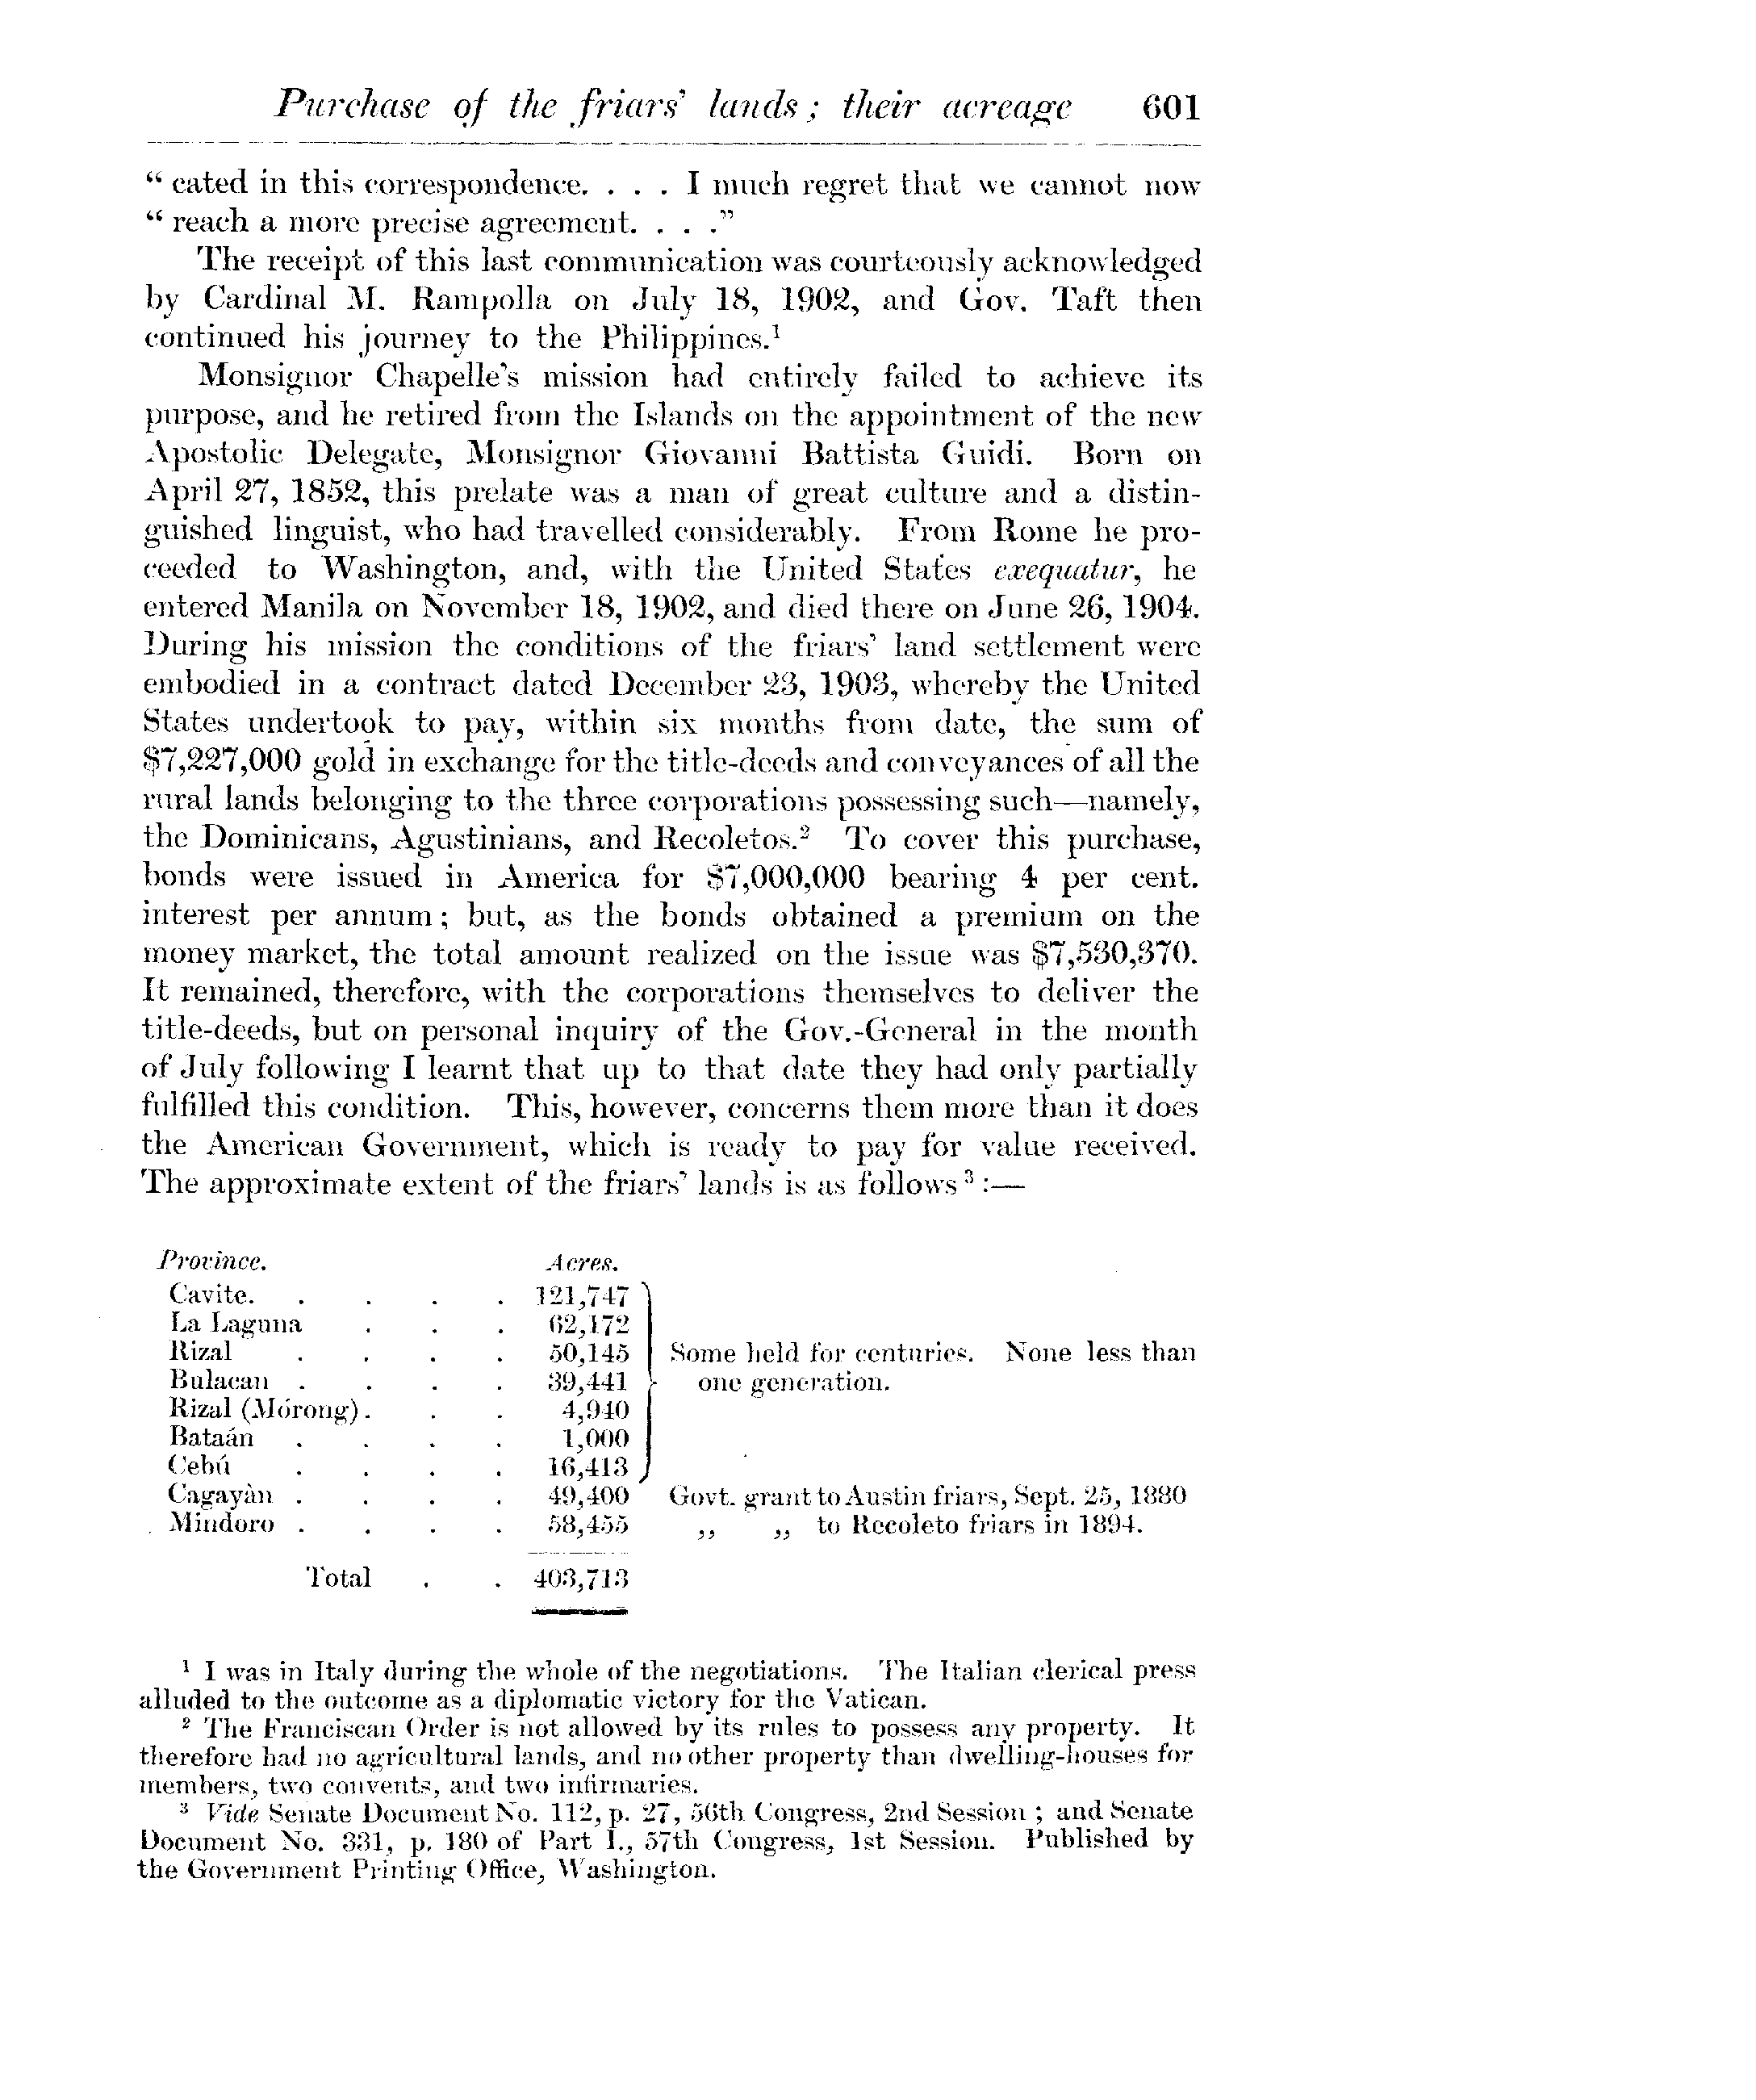 Purchase of the friars' lands; their acreage 601
“ cated in this correspondence. . . . I much regret that we cannot now
“ reach a more precise agreement. . . .”
The receipt of this last communication was courteously acknowledged
by Cardinal M. Rampolla on July 18, 1902, and Gov. Taft then
continued his journey to the Philippines.¹
Monsignor Chapelle's mission had entirely failed to achieve its
purpose, and he retired from the Islands on the appointment of the new
Apostolic Delegate, Monsignor Giovanni Battista Guidi. Born on
April 27, 1852, this prelate was a man of great culture and a distin-
guished linguist, who had travelled considerably. From Rome he pro-
ceeded to Washington, and, with the United States exequatur, he
entered Manila on November 18, 1902, and died there on June 26, 1904.
During his mission the conditions of the friars' land settlement were
embodied in a contract dated December 23, 1903, whereby the United
States undertook to pay, within six months from date, the sum of
$7,227,000 gold in exchange for the title-deeds and conveyances of all the
rural lands belonging to the three corporations possessing such—namely,
the Dominicans, Agustinians, and Recoletos.² To cover this purchase,
bonds were issued in America for $7,000,000 bearing 4 per cent.
interest per annum; but, as the bonds obtained a premium on the
money market, the total amount realized on the issue was $7,530,370.
It remained, therefore, with the corporations themselves to deliver the
title-deeds, but on personal inquiry of the Gov.-General in the month
of July following I learnt that up to that date they had only partially
fulfilled this condition. This, however, concerns them more than it does
the American Government, which is ready to pay for value received.
The approximate extent of the friars' lands is as follows³ :—
Province. Acres.
Cavite. . . . . 121,747
La Laguna . . . 62,172
Rizal . . . . 50,145 Some held for centuries. None less than
Bulacan . . . . 39,441 one generation.
Rizal (Mórong) . . . 4,940
Bataán . . . . 1,000
Cebú . . . . 16,413
Cagayàn . . . . 49,400 Govt. grant to Austin friars, Sept. 25, 1880
Mindoro . . . . 58,455 ,, ,, to Recoleto friars in 1894.
Total . . 403,713
¹ I was in Italy during the whole of the negotiations. The Italian clerical press
alluded to the outcome as a diplomatic victory for the Vatican.
² The Franciscan Order is not allowed by its rules to possess any property. It
therefore had no agricultural lands, and no other property than dwelling-houses for
members, two convents, and two infirmaries.
³ Vide Senate Document No. 112, p. 27, 56th Congress, 2nd Session ; and Senate
Document No. 331, p. 180 of Part I., 57th Congress, 1st Session. Published by
the Government Printing Office, Washington.